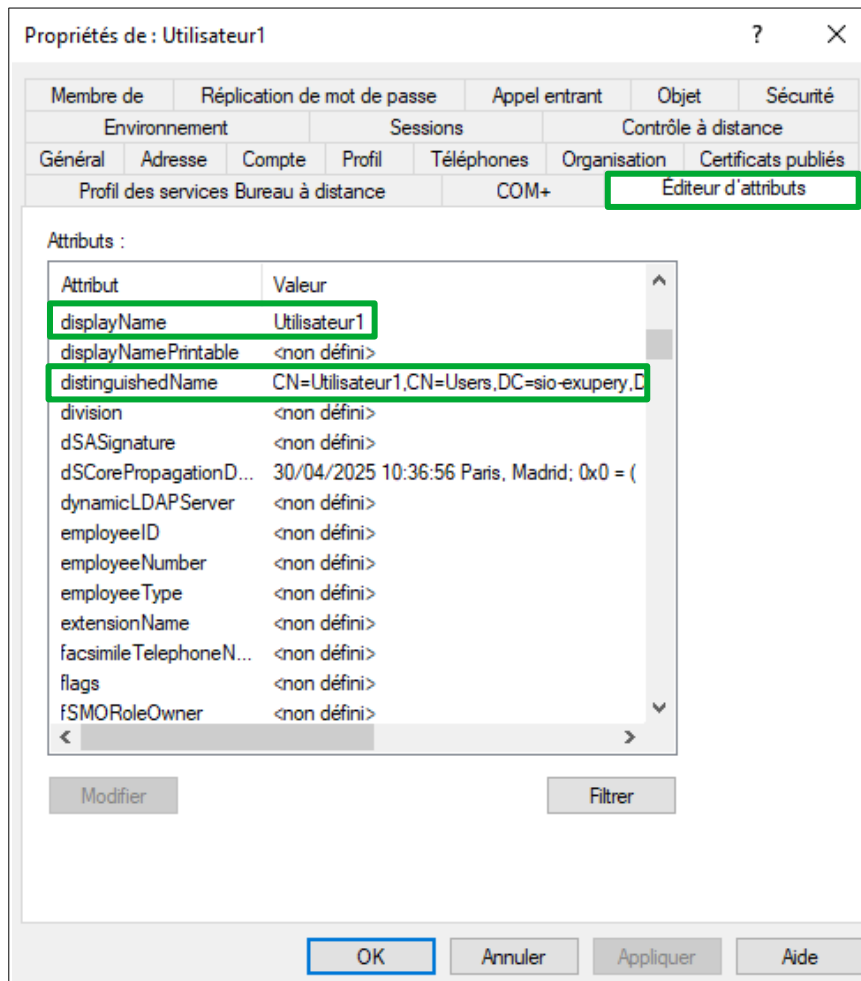 Propriétés de : Utilisateur1 ?
Membre de Réplication de mot de passe Appel entrant Objet Sécurité
Environnement Sessions Contrôle à distance
Général Adresse Compte Profil Téléphones Organisation Certificats publiés
Profil des services Bureau à distance COM+ Éditeur d'attributs
Attributs :
Attribut Valeur
displayName Utilisateur1
displayNamePrintable <non défini>
distinguishedName CN=Utilisateur1,CN=Users,DC=sio-exupery,D
division <non défini>
dSASignature <non défini>
dSCorePropagationD... 30/04/2025 10:36:56 Paris, Madrid; 0x0 = (
dynamicLDAPServer <non défini>
employeeID <non défini>
employeeNumber <non défini>
employeeType <non défini>
extensionName <non défini>
facsimileTelephoneN... <non défini>
flags <non défini>
fSMORoleOwner <non défini>
Modifier Filtrer
OK Annuler Appliquer Aide